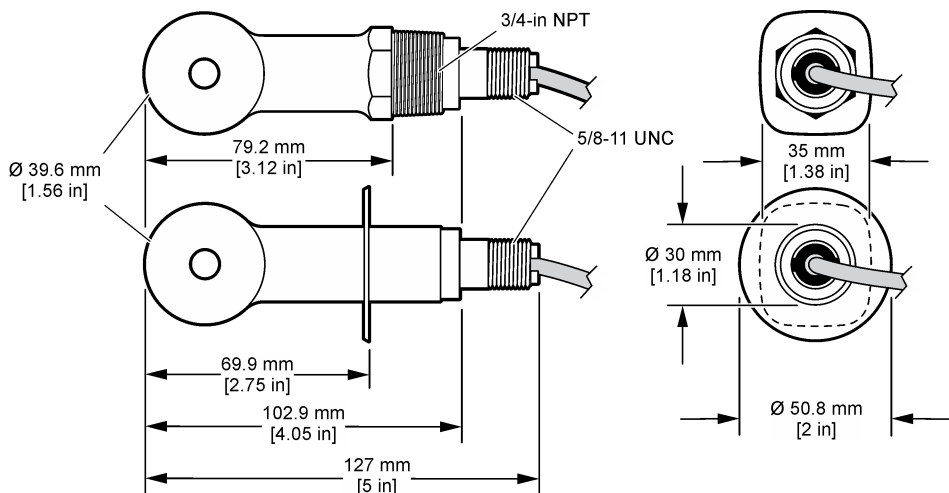 3/4-in NPT
79.2 mm
[3.12 in]
5/8-11 UNC
35 mm
[1.38 in]
Ø 39.6 mm
[1.56 in]
Ø 30 mm
[1.18 in]
69.9 mm
[2.75 in]
102.9 mm
[4.05 in]
Ø 50.8 mm
[2 in]
127 mm
[5 in]